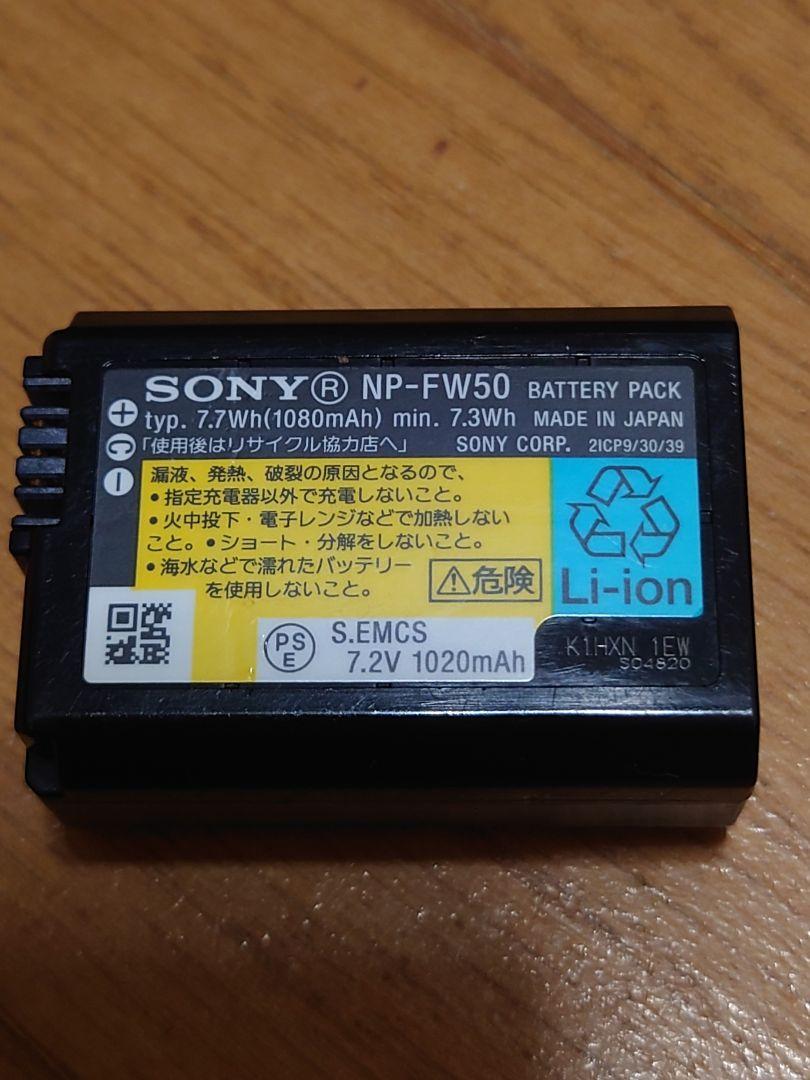 SONY® NP-FW50 BATTERY PACK
typ. 7.7Wh(1080mAh) min. 7.3Wh MADE IN JAPAN
「使用後はリサイクル協力店へ」 SONY CORP. 2ICP9/30/39
+
C
−
漏液、発熱、破裂の原因となるので、
•指定充電器以外で充電しないこと。
•火中投下・電子レンジなどで加熱しない
こと。•ショート・分解をしないこと。
•海水などで濡れたバッテリー
を使用しないこと。
⚠危険
Li-ion
PS
E
S.EMCS
7.2V 1020mAh
K1HXN 1EW
S04820